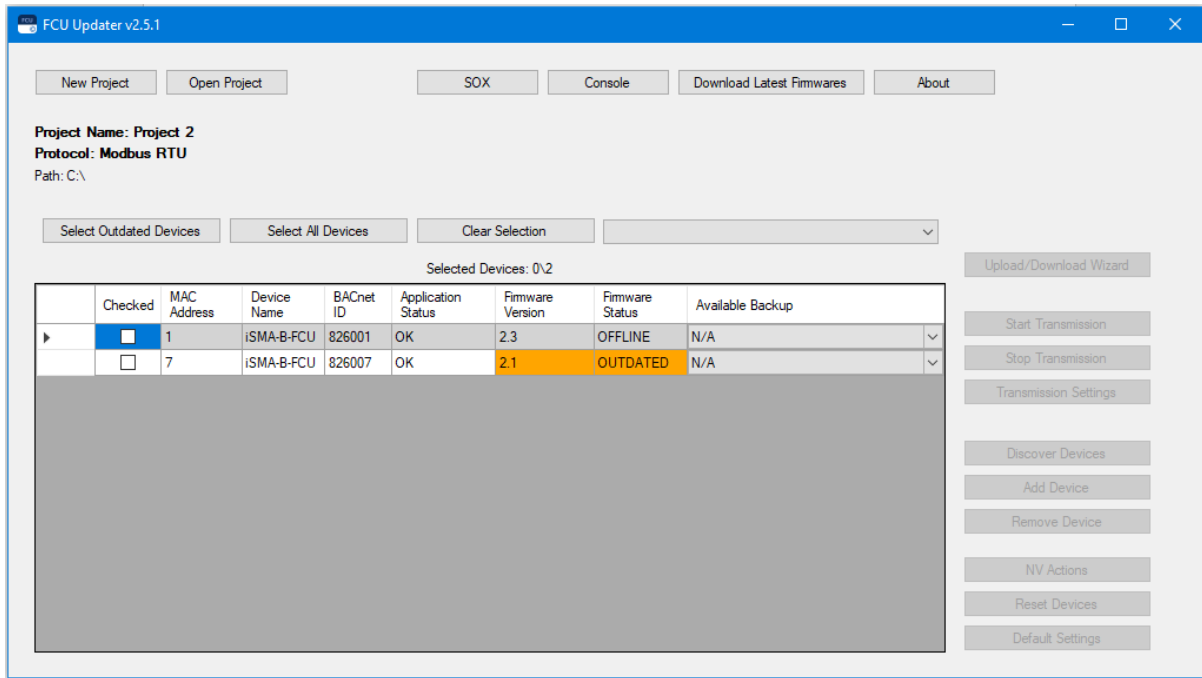 FCU Updater v2.5.1
New Project Open Project SOX Console Download Latest Firmwares About
Project Name: Project 2
Protocol: Modbus RTU
Path: C:\
Select Outdated Devices Select All Devices Clear Selection
Upload/Download Wizard
Selected Devices: 0\2
Checked MAC Address Device Name BACnet ID Application Status Firmware Version Firmware Status Available Backup
1 iSMA-B-FCU 826001 OK 2.3 OFFLINE N/A
7 iSMA-B-FCU 826007 OK 2.1 OUTDATED N/A
Start Transmission
Stop Transmission
Transmission Settings
Discover Devices
Add Device
Remove Device
NV Actions
Reset Devices
Default Settings